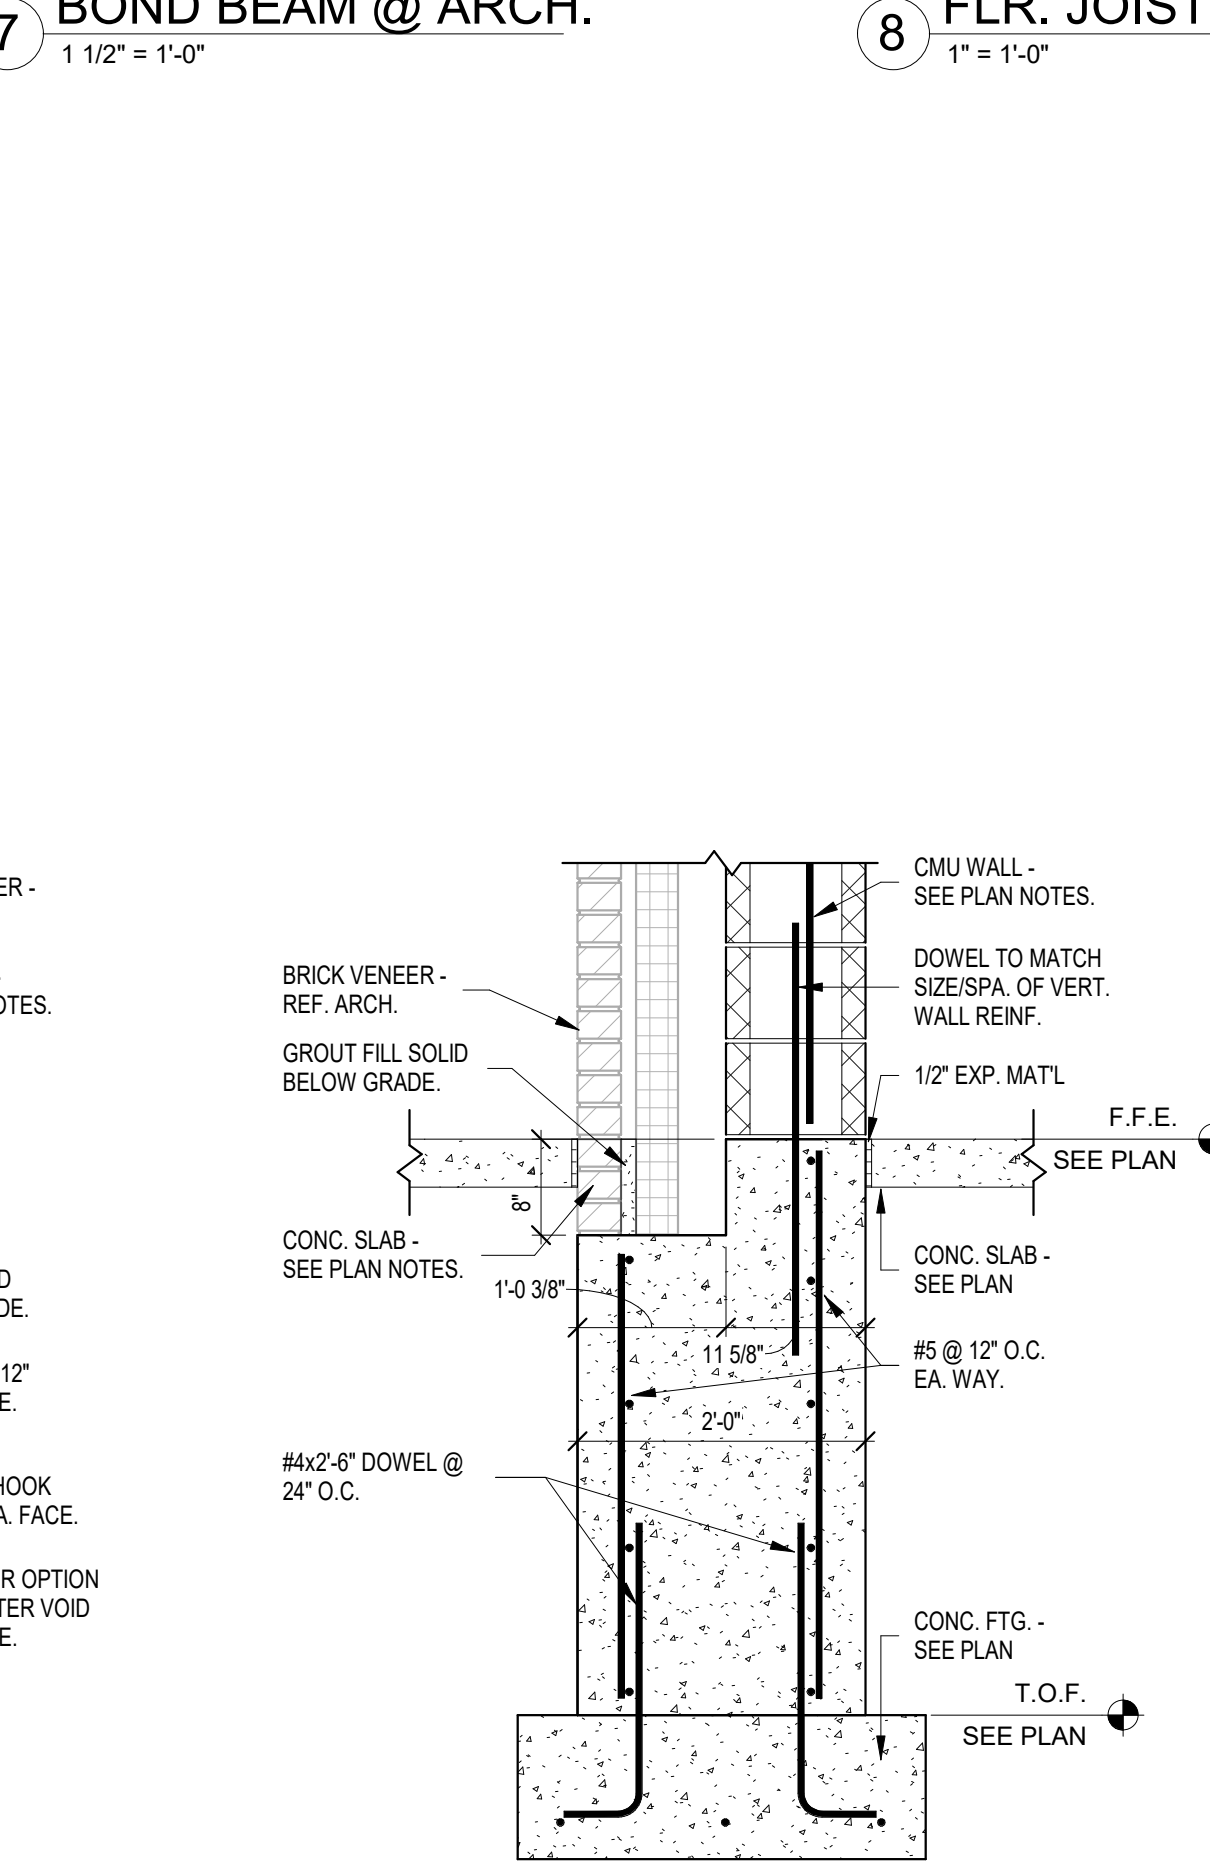 7
BOND BEAM @ ARCH.
1 1/2" = 1'-0"
8
FLR. JOIST
1" = 1'-0"
ER -
OTES.
D
DE.
12"
E.
HOOK
A. FACE.
R OPTION
TER VOID
E.
BRICK VENEER -
REF. ARCH.
GROUT FILL SOLID
BELOW GRADE.
8"
CONC. SLAB -
SEE PLAN NOTES.
1'-0 3/8"
11 5/8"
2'-0"
#4x2'-6" DOWEL @
24" O.C.
CMU WALL -
SEE PLAN NOTES.
DOWEL TO MATCH
SIZE/SPA. OF VERT.
WALL REINF.
1/2" EXP. MAT'L
F.F.E.
SEE PLAN
CONC. SLAB -
SEE PLAN
#5 @ 12" O.C.
EA. WAY.
CONC. FTG. -
SEE PLAN
T.O.F.
SEE PLAN